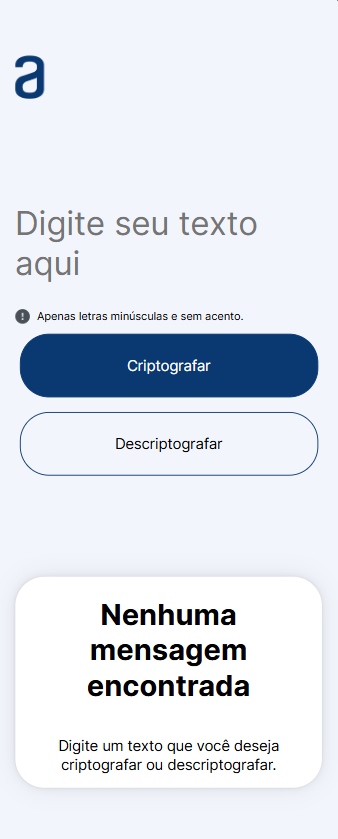 a
Digite seu texto
aqui
Apenas letras minúsculas e sem acento.
Criptografar
Descriptografar
Nenhuma
mensagem
encontrada
Digite um texto que você deseja
criptografar ou descriptografar.